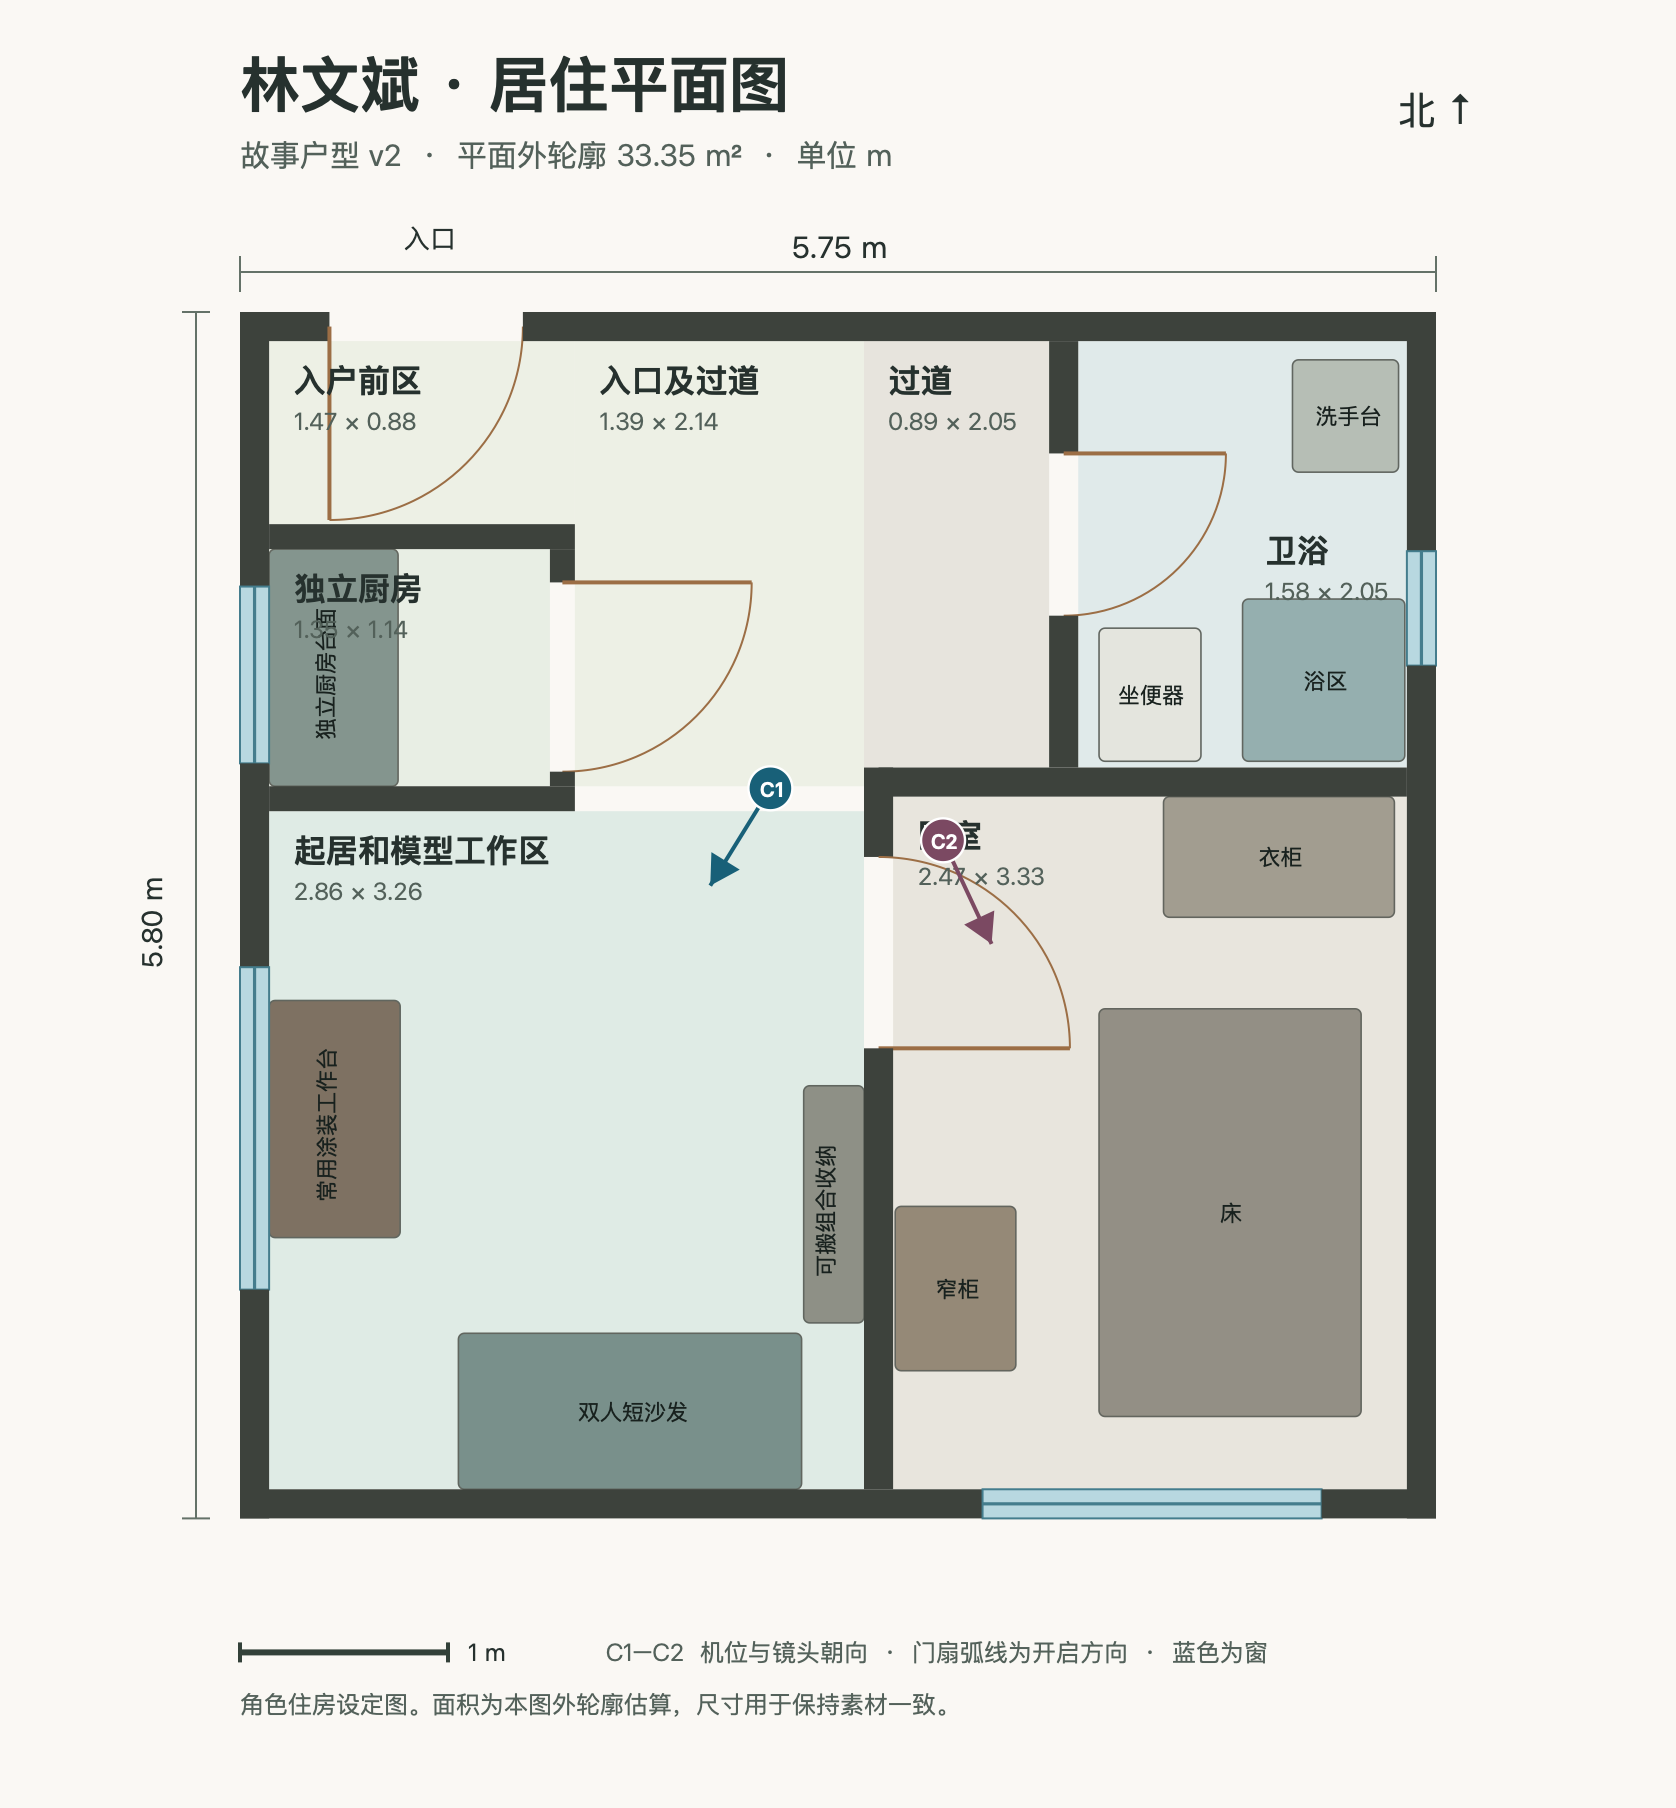 林文斌 · 居住平面图
北 ↑
故事户型 v2 · 平面外轮廓 33.35 m² · 单位 m
入口
5.75 m
5.80 m
入户前区
1.47 × 0.88
入口及过道
1.39 × 2.14
过道
0.89 × 2.05
洗手台
卫浴
1.58 × 2.05
坐便器
浴区
独立厨房
× 1.14
独立厨房台面
C1
起居和模型工作区
2.86 × 3.26
C2
室
2.47 × 3.33
衣柜
常用涂装工作台
可搬组合收纳
床
窄柜
双人短沙发
1 m
C1—C2 机位与镜头朝向 · 门扇弧线为开启方向 · 蓝色为窗
角色住房设定图。面积为本图外轮廓估算，尺寸用于保持素材一致。